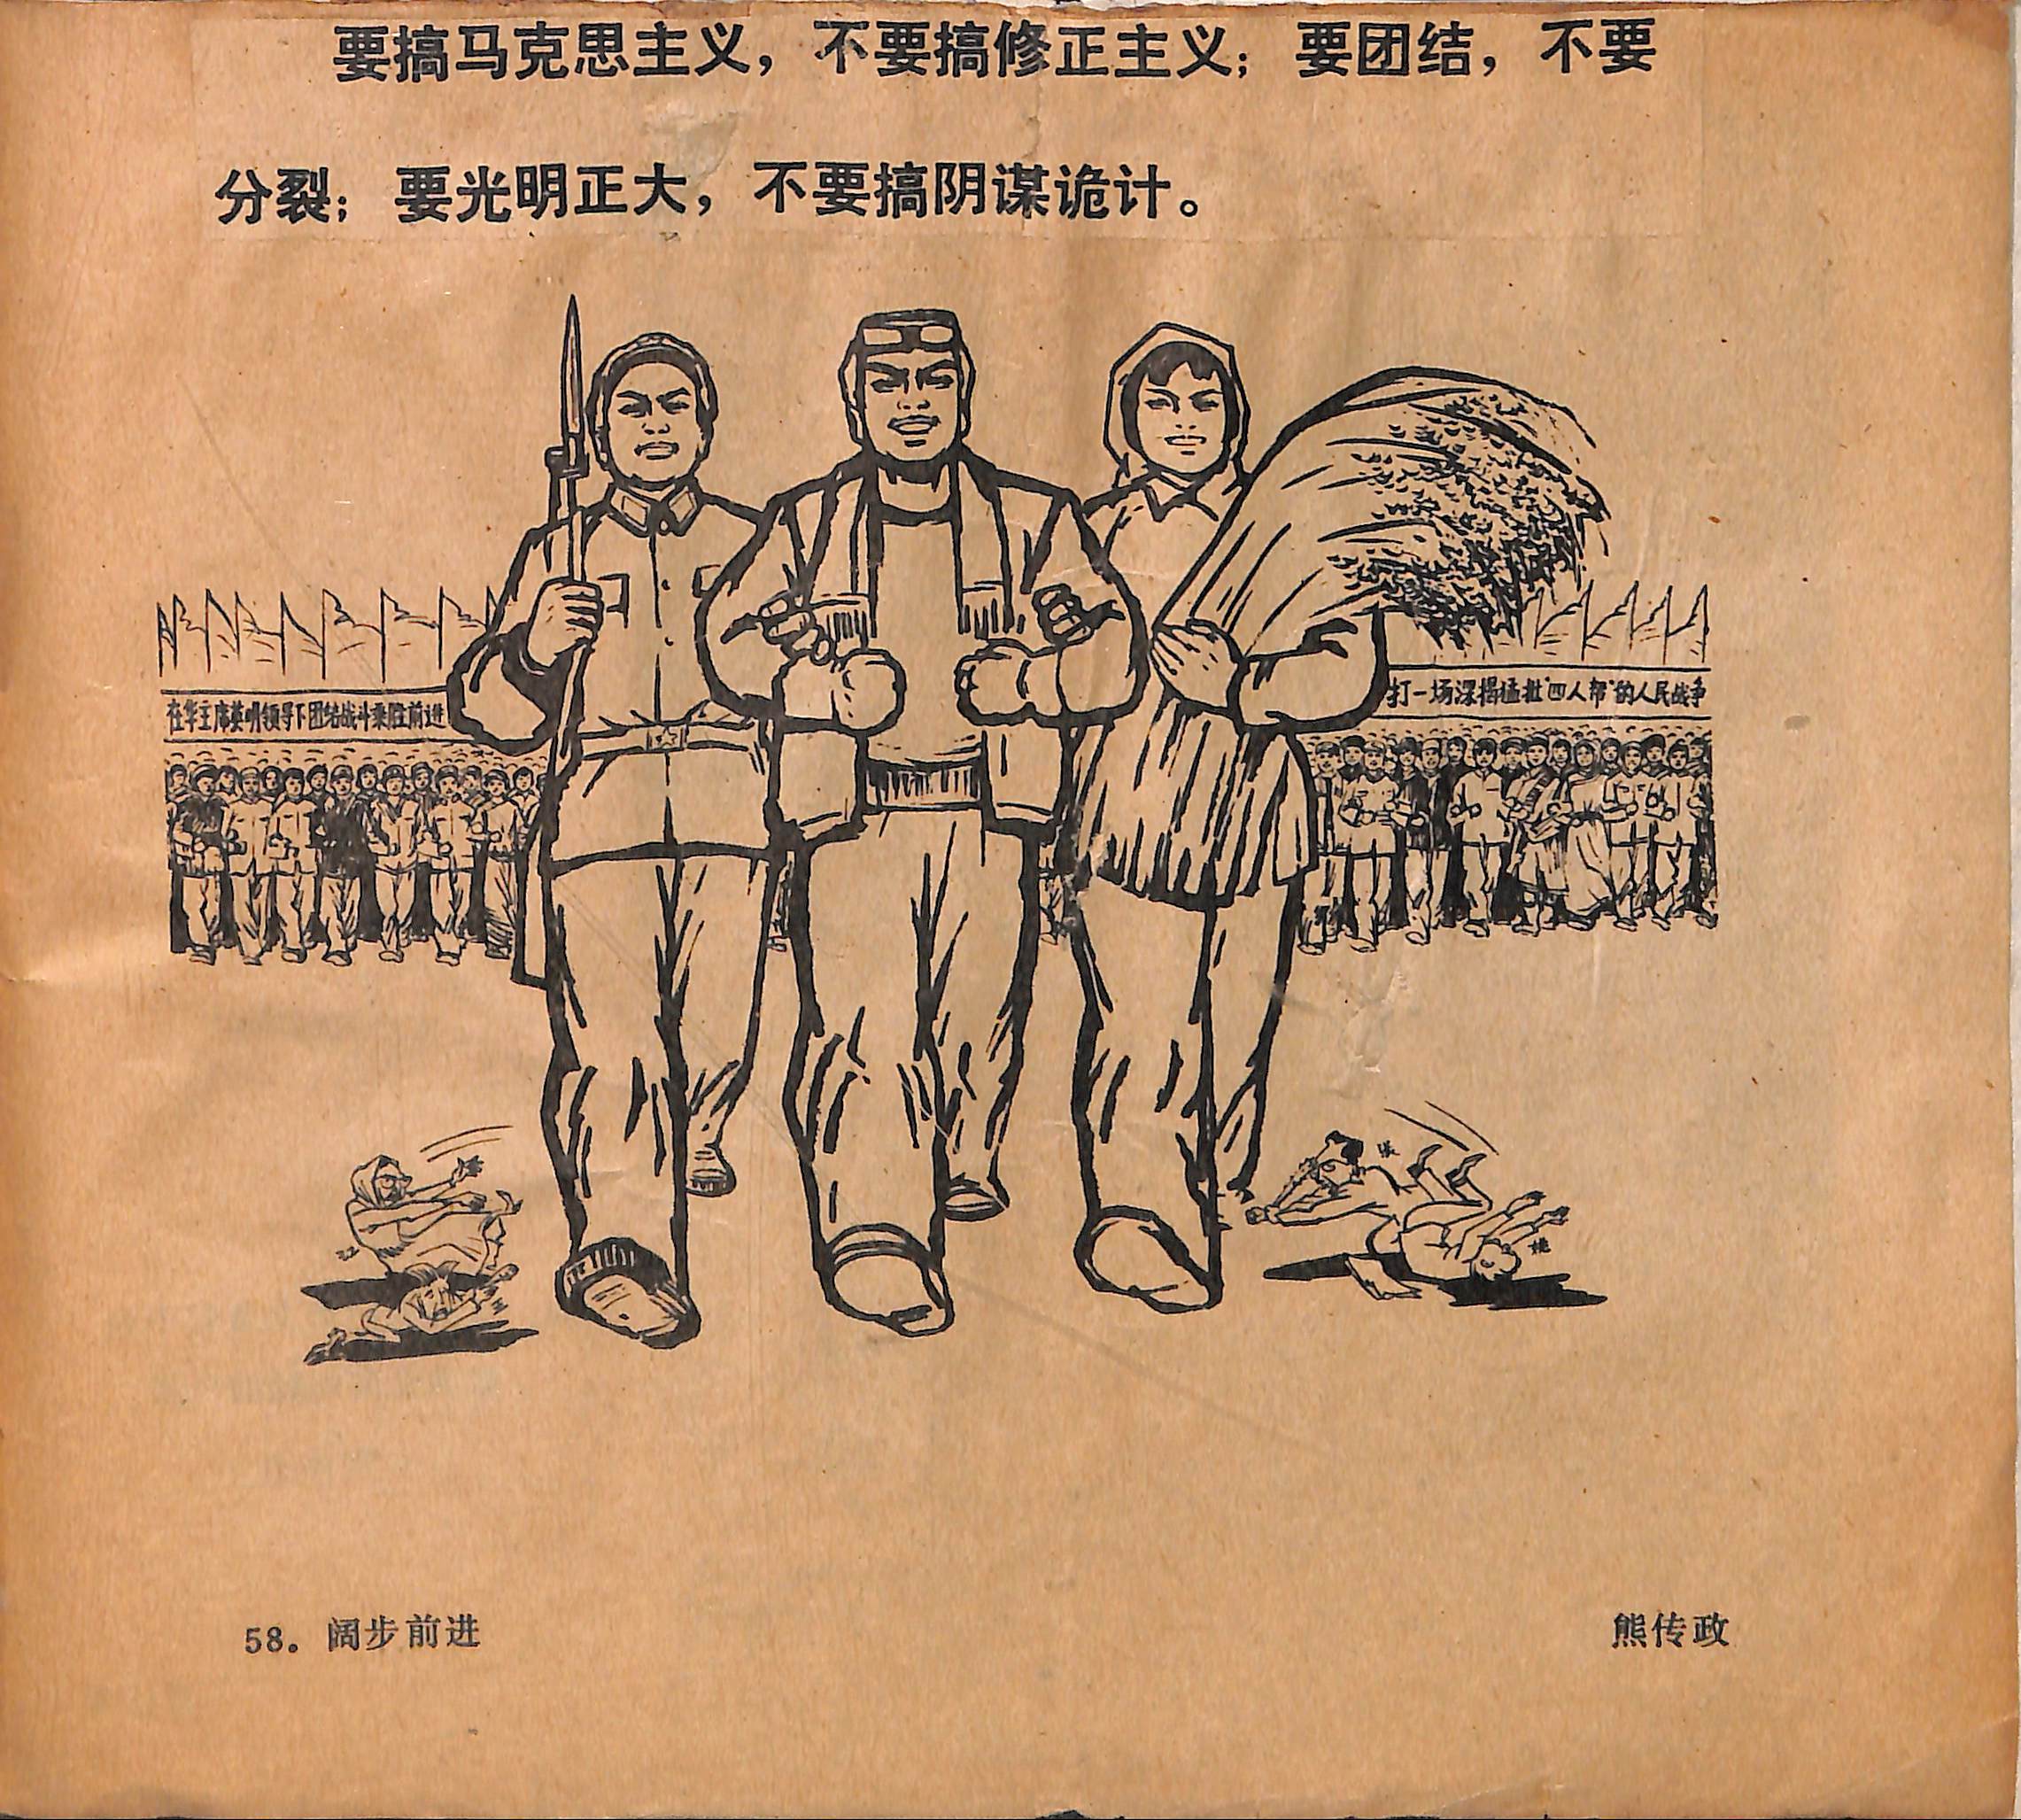 要搞马克思主义，不要搞修正主义；要团结，不要
分裂；要光明正大，不要搞阴谋诡计。
在华主席英明领导下团结战斗乘胜前进
打一场深揭猛批“四人帮”的人民战争
张
姚
江
王
58. 阔步前进
熊传政